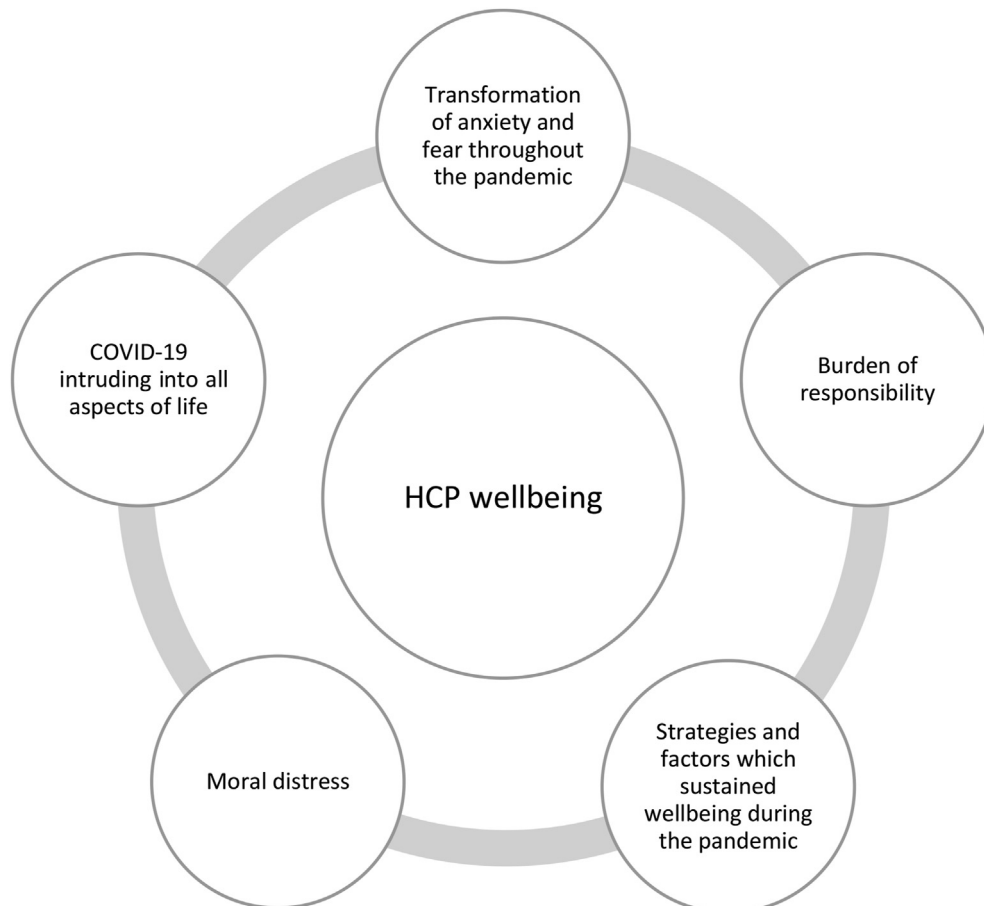 Transformation
of anxiety and
fear throughout
the pandemic
COVID-19
intruding into all
aspects of life
Burden of
responsibility
HCP wellbeing
Moral distress
Strategies and
factors which
sustained
wellbeing during
the pandemic